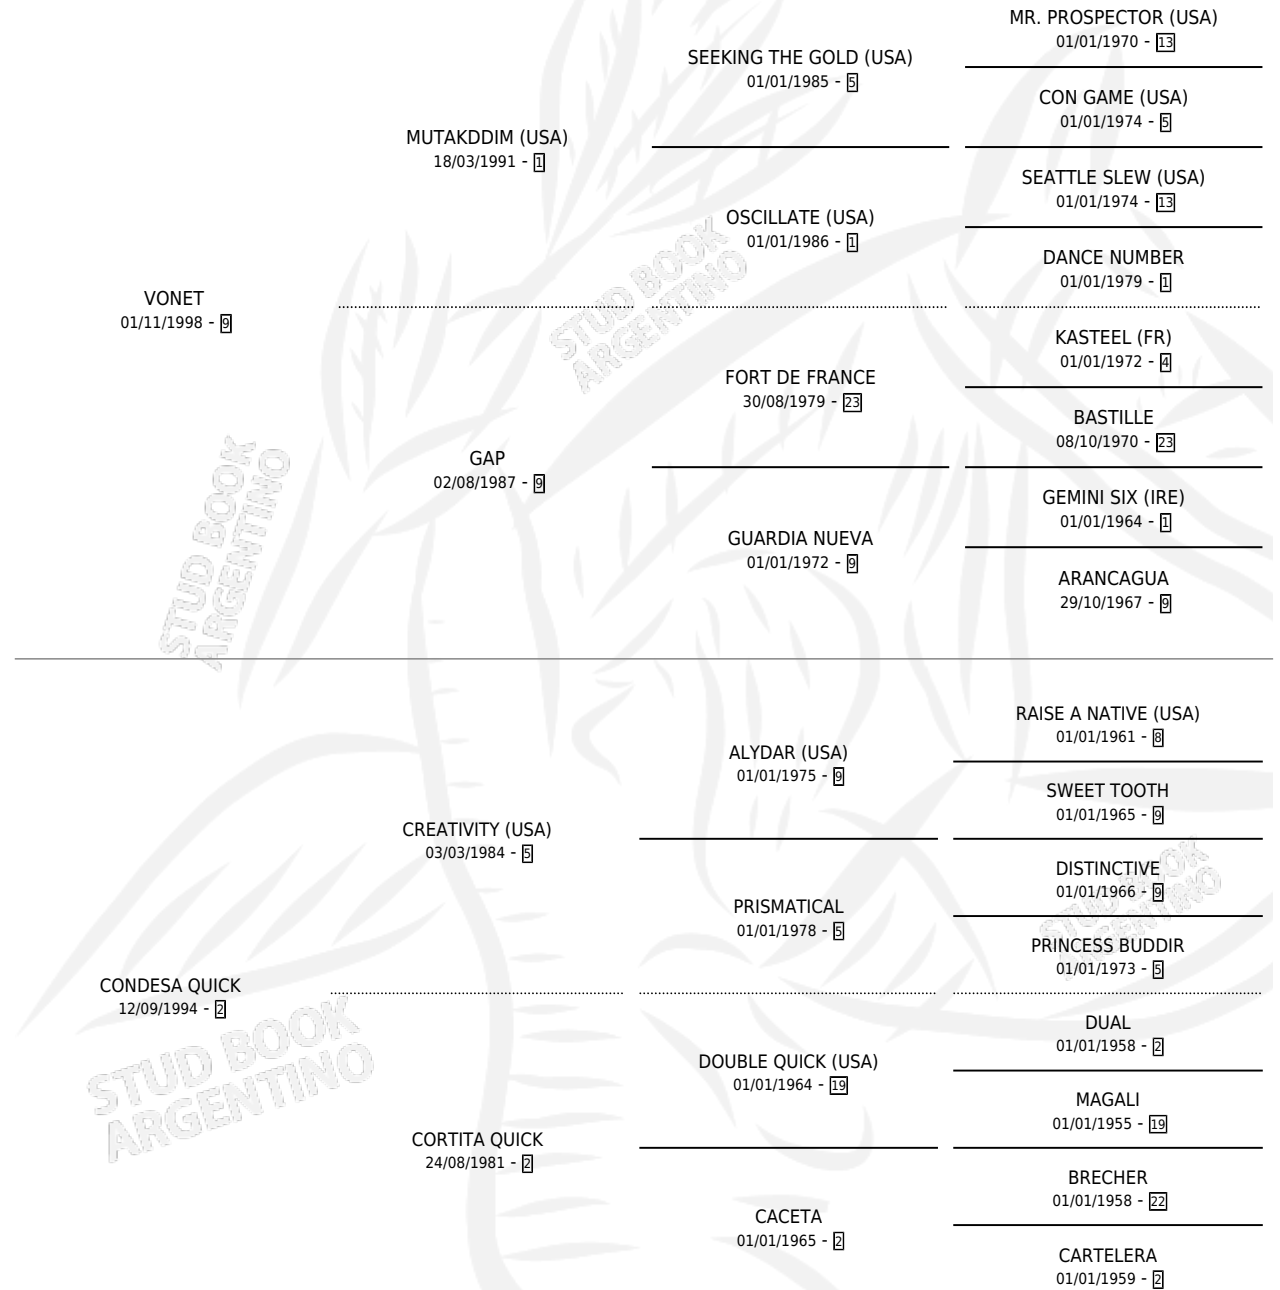 MR. PROSPECTOR (USA)
01/01/1970 - 13
SEEKING THE GOLD (USA)
01/01/1985 - 5
CON GAME (USA)
01/01/1974 - 5
MUTAKDDIM (USA)
18/03/1991 - 1
SEATTLE SLEW (USA)
01/01/1974 - 13
OSCILLATE (USA)
01/01/1986 - 1
DANCE NUMBER
01/01/1979 - 1
VONET
01/11/1998 - 9
KASTEEL (FR)
01/01/1972 - 4
FORT DE FRANCE
30/08/1979 - 23
BASTILLE
08/10/1970 - 23
GAP
02/08/1987 - 9
GEMINI SIX (IRE)
01/01/1964 - 1
GUARDIA NUEVA
01/01/1972 - 9
ARANCAGUA
29/10/1967 - 9
RAISE A NATIVE (USA)
01/01/1961 - 8
ALYDAR (USA)
01/01/1975 - 9
SWEET TOOTH
01/01/1965 - 9
CREATIVITY (USA)
03/03/1984 - 5
DISTINCTIVE
01/01/1966 - 9
PRISMATICAL
01/01/1978 - 5
PRINCESS BUDDIR
01/01/1973 - 5
CONDESA QUICK
12/09/1994 - 2
DUAL
01/01/1958 - 2
DOUBLE QUICK (USA)
01/01/1964 - 19
MAGALI
01/01/1955 - 19
CORTITA QUICK
24/08/1981 - 2
BRECHER
01/01/1958 - 22
CACETA
01/01/1965 - 2
CARTELERA
01/01/1959 - 2
STUD BOOK
ARGENTINO
STUD BOOK
ARGENTINO
STUD BOOK
ARGENTINO
STUD BOOK
ARGENTINO